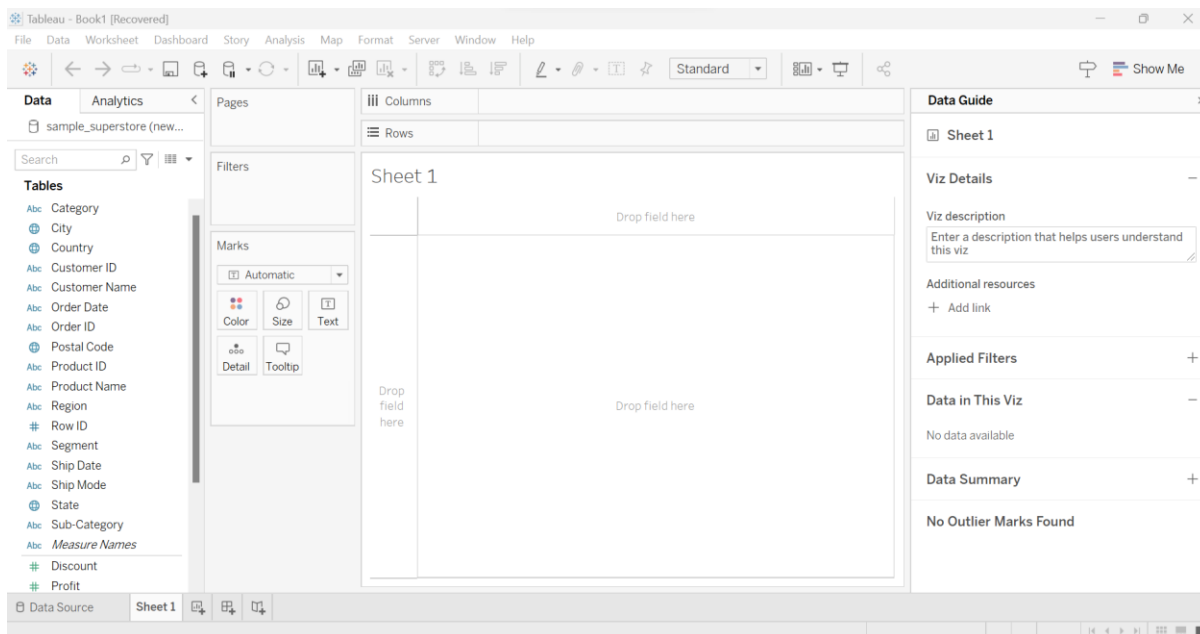 Tableau - Book1 [Recovered]
File Data Worksheet Dashboard Story Analysis Map Format Server Window Help
Standard
Show Me
Data Analytics
sample_superstore (new...
Search
Tables
Abc Category
City
Country
Abc Customer ID
Abc Customer Name
Abc Order Date
Abc Order ID
Postal Code
Abc Product ID
Abc Product Name
Abc Region
# Row ID
Abc Segment
Abc Ship Date
Abc Ship Mode
State
Abc Sub-Category
Abc Measure Names
# Discount
# Profit
Pages
Filters
Marks
Automatic
Color Size Text
Detail Tooltip
Columns
Rows
Sheet 1
Drop field here
Drop
field
here
Drop field here
Data Guide
Sheet 1
Viz Details
Viz description
Enter a description that helps users understand
this viz
Additional resources
+ Add link
Applied Filters
Data in This Viz
No data available
Data Summary
No Outlier Marks Found
Data Source Sheet 1